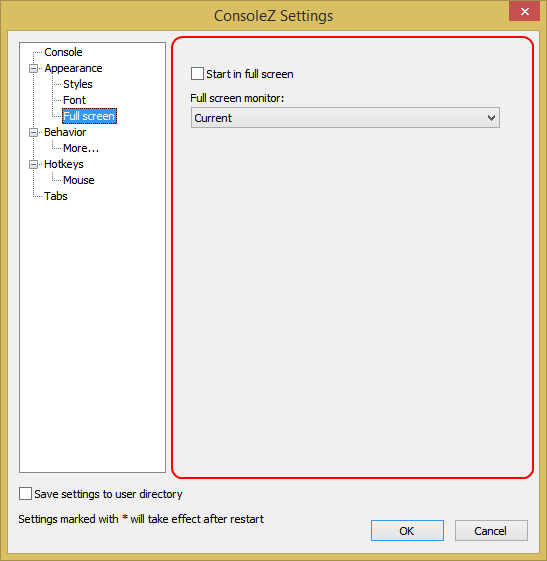 ConsoleZ Settings
Console
Appearance
Styles
Font
Full screen
Behavior
More...
Hotkeys
Mouse
Tabs
Start in full screen
Full screen monitor:
Current
Save settings to user directory
Settings marked with * will take effect after restart
OK
Cancel